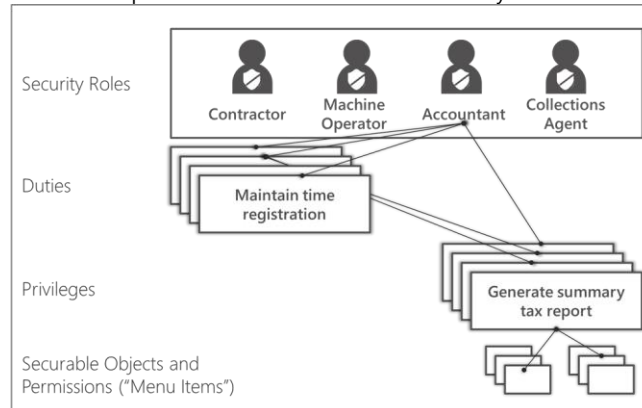 Security Roles
Contractor
Machine
Operator
Accountant
Collections
Agent
Duties
Maintain time
registration
Privileges
Generate summary
tax report
Securable Objects and
Permissions ("Menu Items")